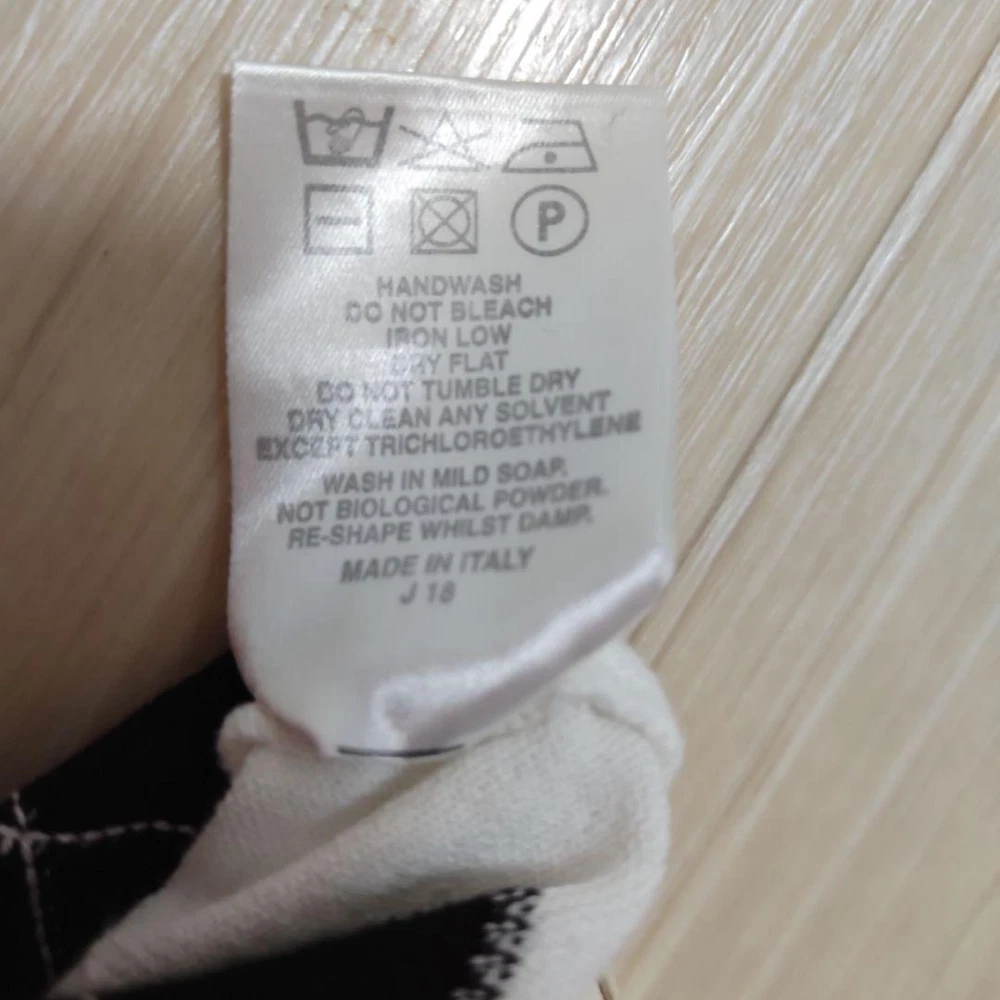 P
HANDWASH
DO NOT BLEACH
IRON LOW
DRY FLAT
DO NOT TUMBLE DRY
DRY CLEAN ANY SOLVENT
EXCEPT TRICHLOROETHYLENE
WASH IN MILD SOAP.
NOT BIOLOGICAL POWDER.
RE-SHAPE WHILST DAMP.
MADE IN ITALY
J 18